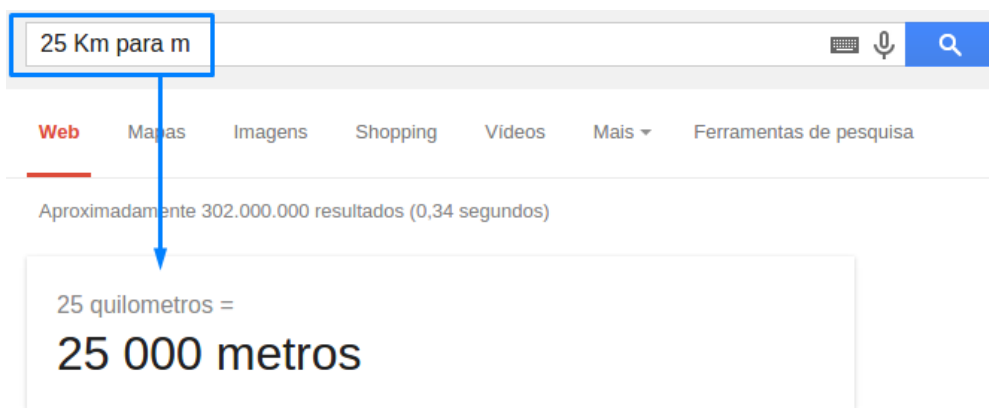 25 Km para m
Web Mapas Imagens Shopping Vídeos Mais Ferramentas de pesquisa
Aproximadamente 302.000.000 resultados (0,34 segundos)
25 quilometros =
25 000 metros